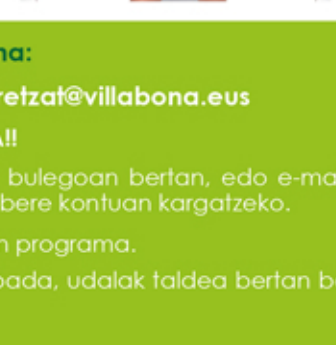 na:
retzat@villabona.eus
A!!
bulegoan bertan, edo e-ma
bere kontuan kargatzeko.
n programa.
bada, udalak taldea bertan b